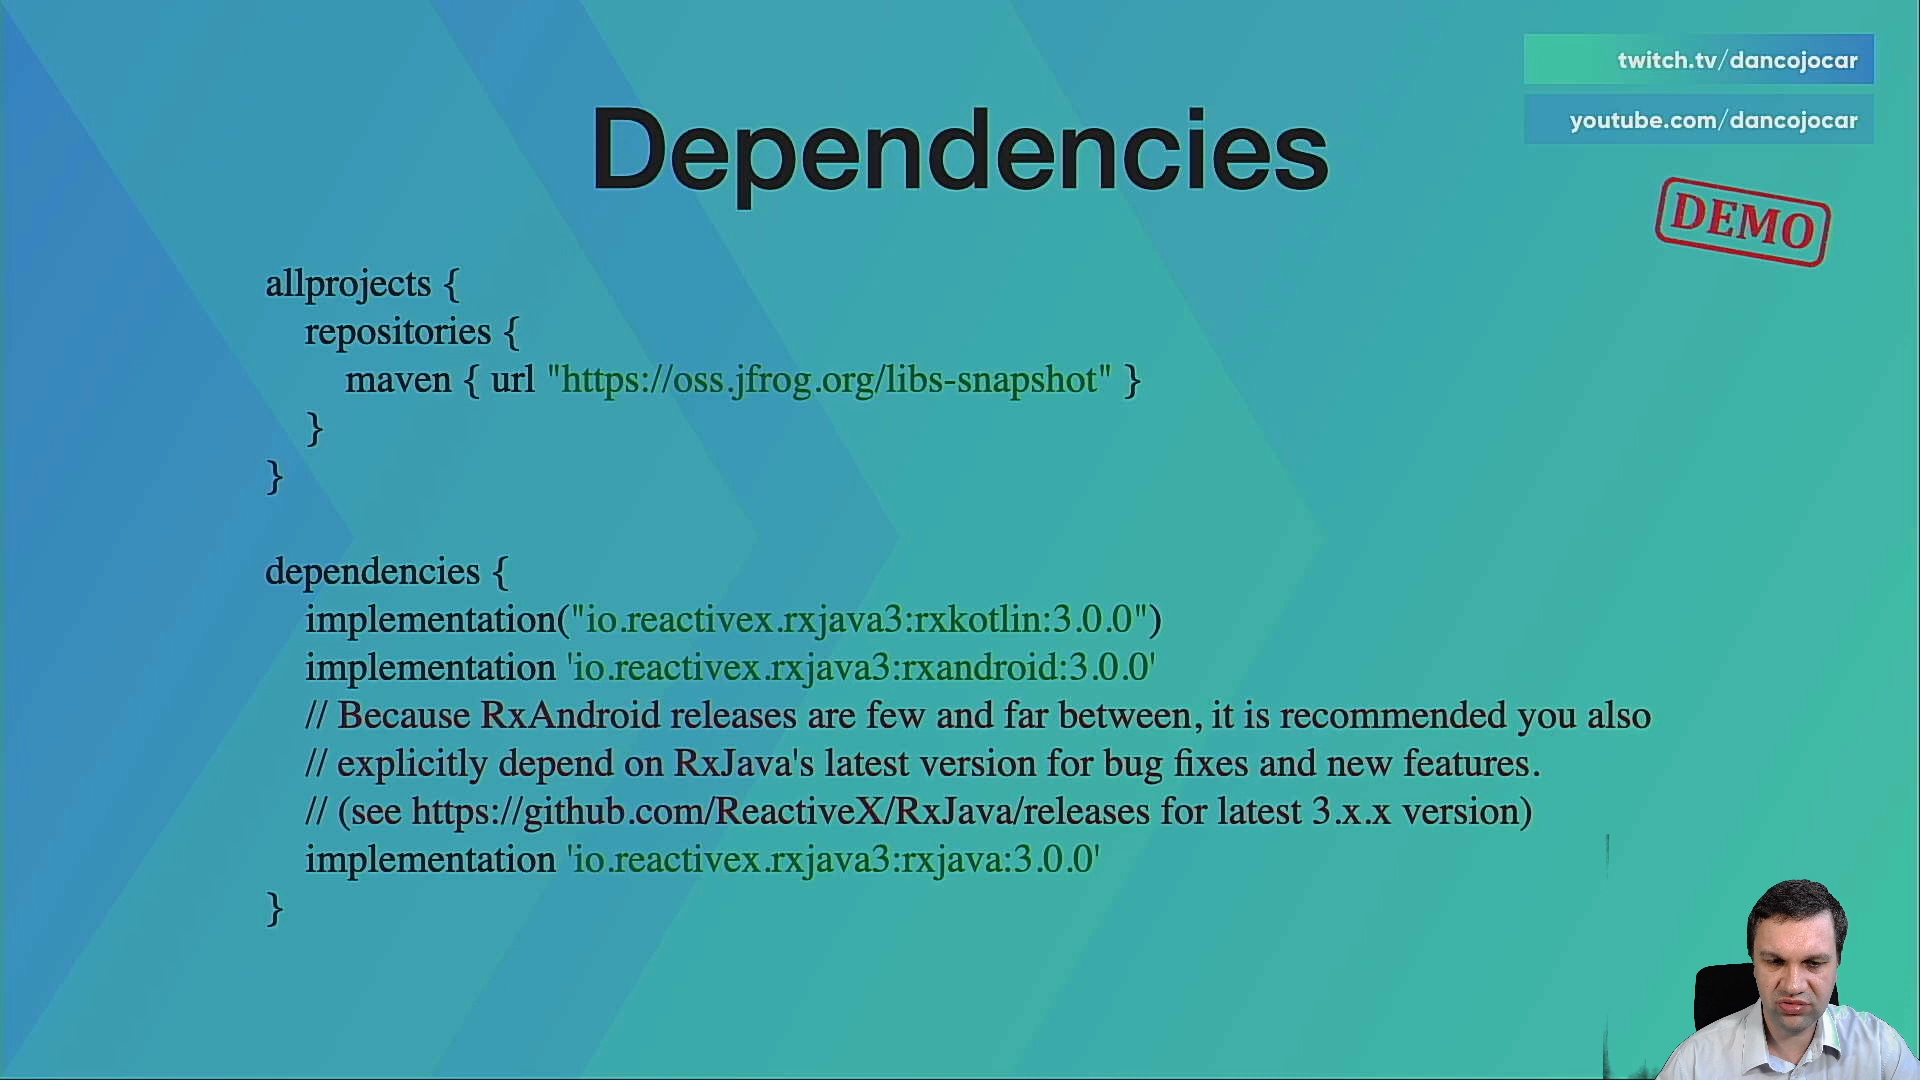 twitch.tv/dancojocar
youtube.com/dancojocar
Dependencies
DEMO
allprojects {
repositories {
maven { url "https://oss.jfrog.org/libs-snapshot" }
}
}
dependencies {
implementation("io.reactivex.rxjava3:rxkotlin:3.0.0")
implementation 'io.reactivex.rxjava3:rxandroid:3.0.0'
// Because RxAndroid releases are few and far between, it is recommended you also
// explicitly depend on RxJava's latest version for bug fixes and new features.
// (see https://github.com/ReactiveX/RxJava/releases for latest 3.x.x version)
implementation 'io.reactivex.rxjava3:rxjava:3.0.0'
}